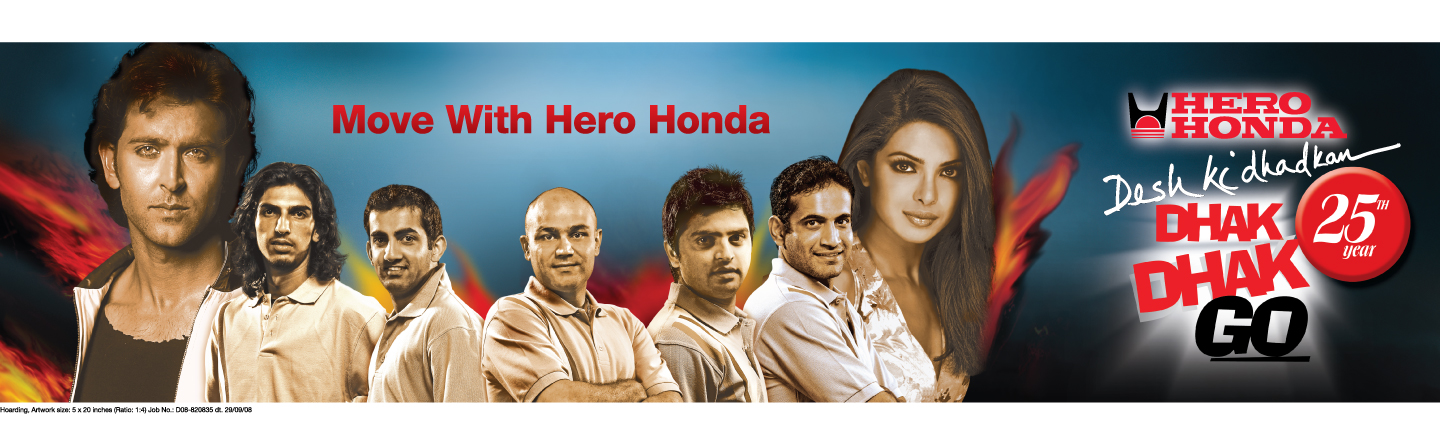 Move With Hero Honda
HERO
HONDA
Desh ki dhadkan
DHAK
DHAK
GO
25TH
year
Hoarding, Artwork size: 5 x 20 inches (Ratio: 1:4) Job No.: D08-820835 dt. 29/09/08